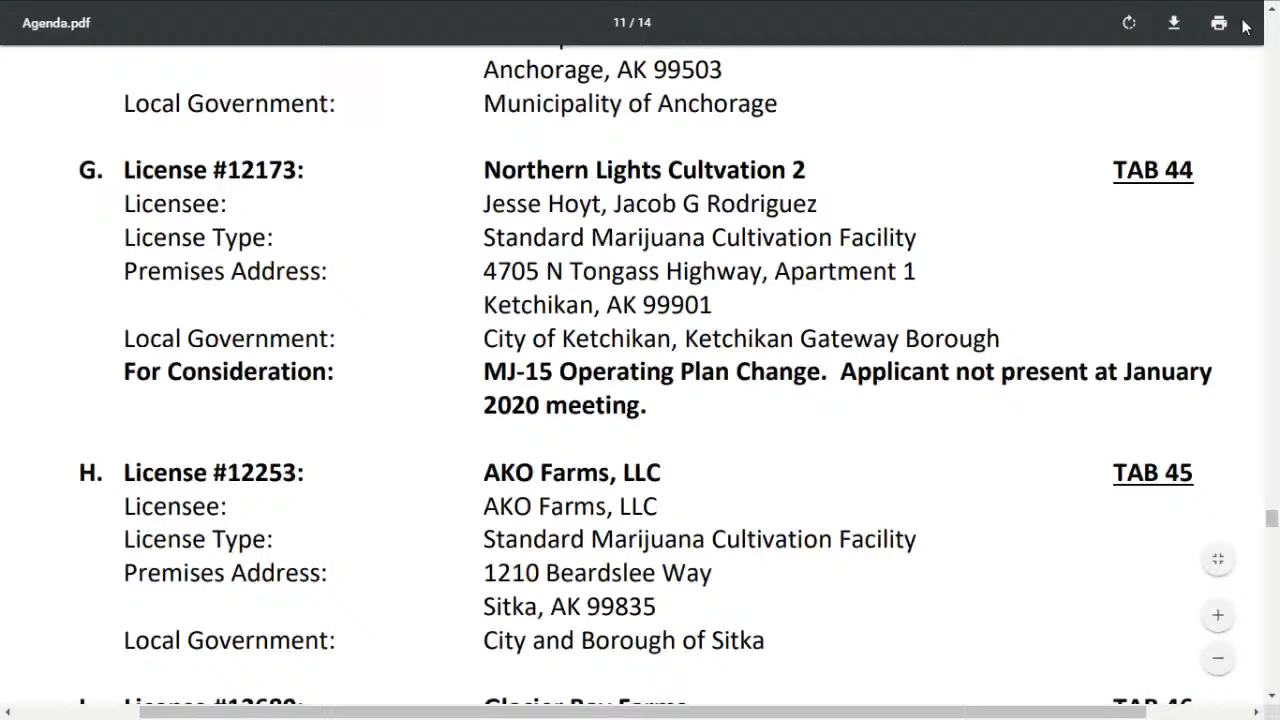 Agenda.pdf 11 / 14
Anchorage, AK 99503
Local Government: Municipality of Anchorage
G. License #12173: Northern Lights Cultvation 2 TAB 44
Licensee: Jesse Hoyt, Jacob G Rodriguez
License Type: Standard Marijuana Cultivation Facility
Premises Address: 4705 N Tongass Highway, Apartment 1
Ketchikan, AK 99901
Local Government: City of Ketchikan, Ketchikan Gateway Borough
For Consideration: MJ-15 Operating Plan Change. Applicant not present at January
2020 meeting.
H. License #12253: AKO Farms, LLC TAB 45
Licensee: AKO Farms, LLC
License Type: Standard Marijuana Cultivation Facility
Premises Address: 1210 Beardslee Way
Sitka, AK 99835
Local Government: City and Borough of Sitka